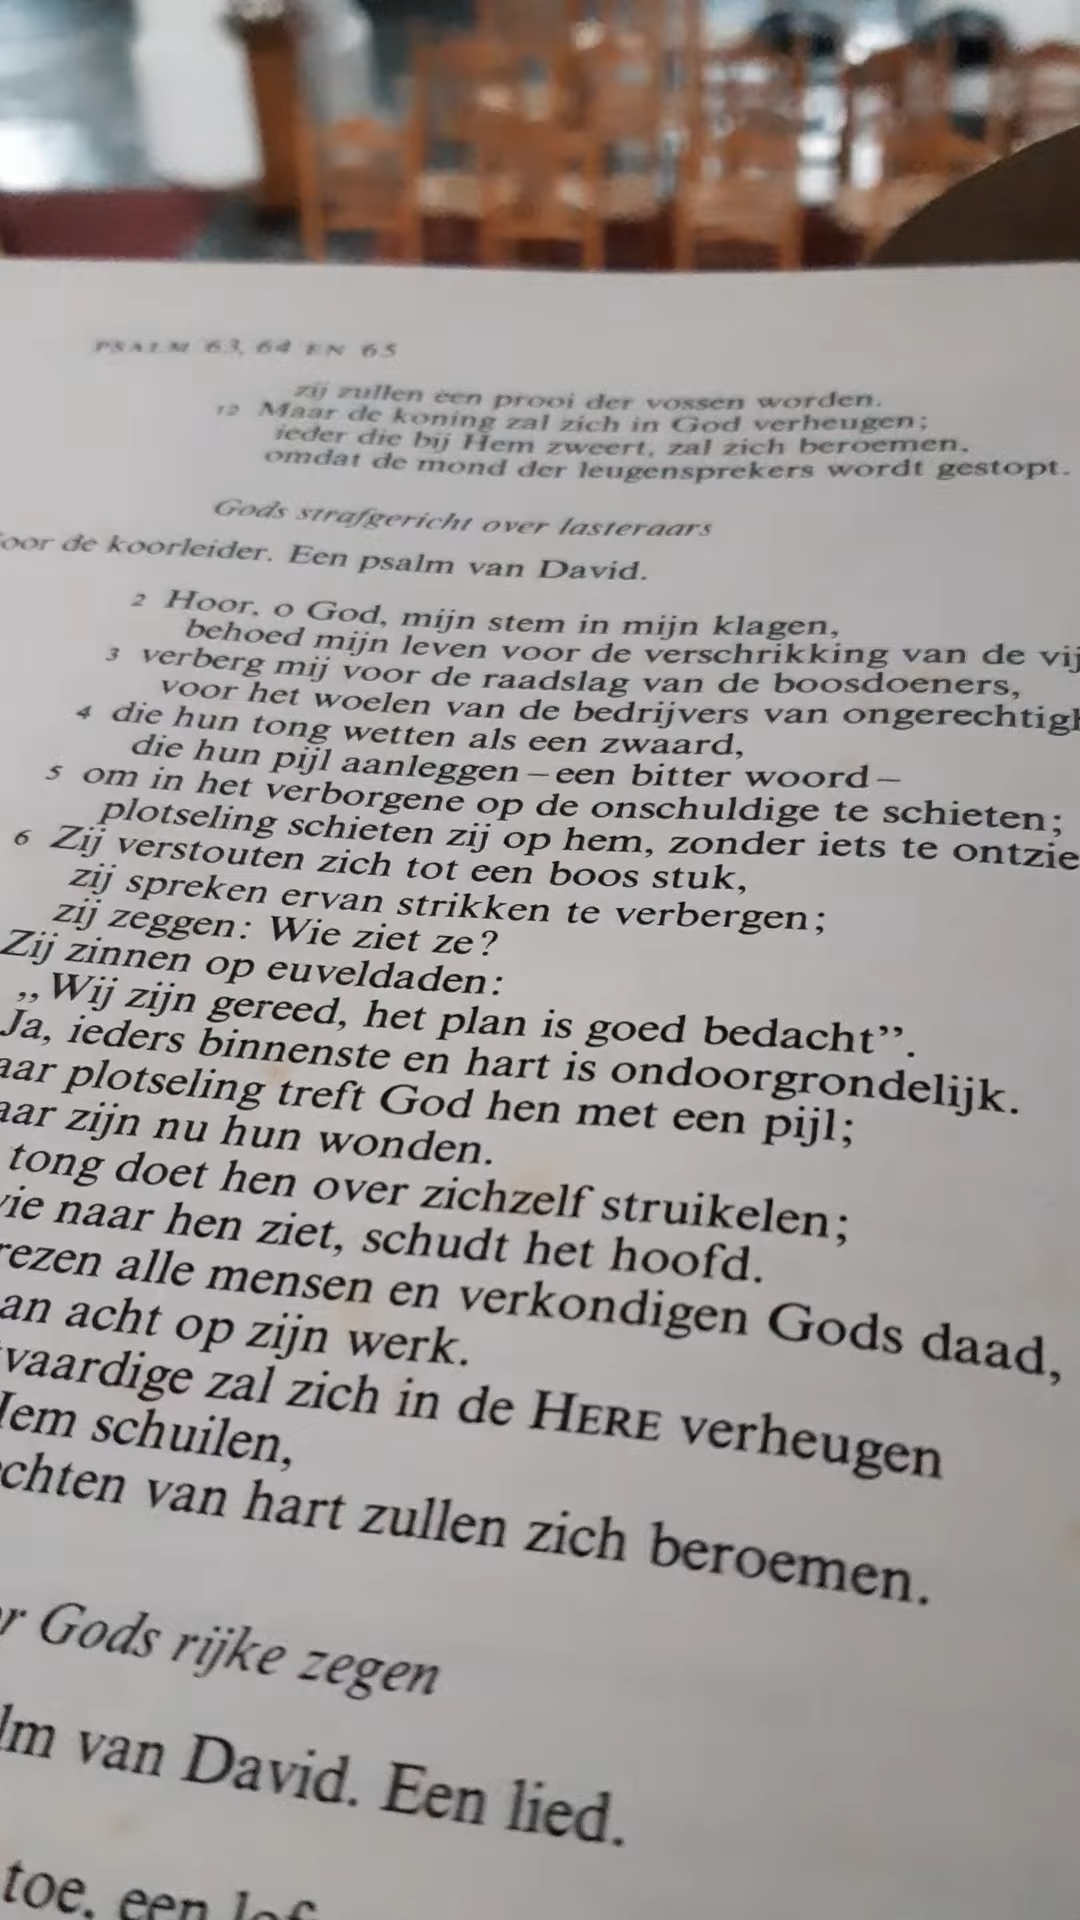 PSALM 63, 64 EN 65
zij zullen een prooi der vossen worden.
12 Maar de koning zal zich in God verheugen;
ieder die bij Hem zweert, zal zich beroemen,
omdat de mond der leugensprekers wordt gestopt.
Gods strafgericht over lasteraars
oor de koorleider. Een psalm van David.
2 Hoor, o God, mijn stem in mijn klagen,
behoed mijn leven voor de verschrikking van de vij
3 verberg mij voor de raadslag van de boosdoeners,
voor het woelen van de bedrijvers van ongerechtigh
4 die hun tong wetten als een zwaard,
die hun pijl aanleggen – een bitter woord –
5 om in het verborgene op de onschuldige te schieten;
plotseling schieten zij op hem, zonder iets te ontzie
6 Zij verstouten zich tot een boos stuk,
zij spreken ervan strikken te verbergen;
zij zeggen: Wie ziet ze?
Zij zinnen op euveldaden:
„Wij zijn gereed, het plan is goed bedacht”.
Ja, ieders binnenste en hart is ondoorgrondelijk.
aar plotseling treft God hen met een pijl;
aar zijn nu hun wonden.
tong doet hen over zichzelf struikelen;
wie naar hen ziet, schudt het hoofd.
rezen alle mensen en verkondigen Gods daad,
an acht op zijn werk.
vaardige zal zich in de HERE verheugen
Hem schuilen,
chten van hart zullen zich beroemen.
r Gods rijke zegen
lm van David. Een lied.
toe, een lof